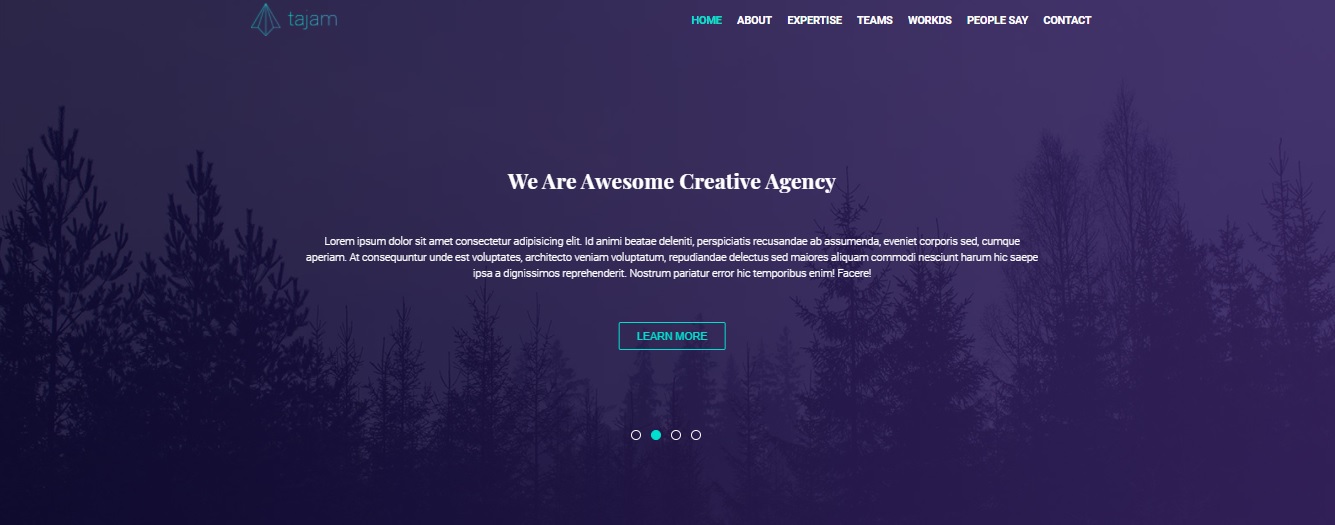 tajam
HOME ABOUT EXPERTISE TEAMS WORKDS PEOPLE SAY CONTACT
We Are Awesome Creative Agency
Lorem ipsum dolor sit amet consectetur adipisicing elit. Id animi beatae deleniti, perspiciatis recusandae ab assumenda, eveniet corporis sed, cumque
aperiam. At consequuntur unde est voluptates, architecto veniam voluptatum, repudiandae delectus sed maiores aliquam commodi nesciunt harum hic saepe
ipsa a dignissimos reprehenderit. Nostrum pariatur error hic temporibus enim! Facere!
LEARN MORE